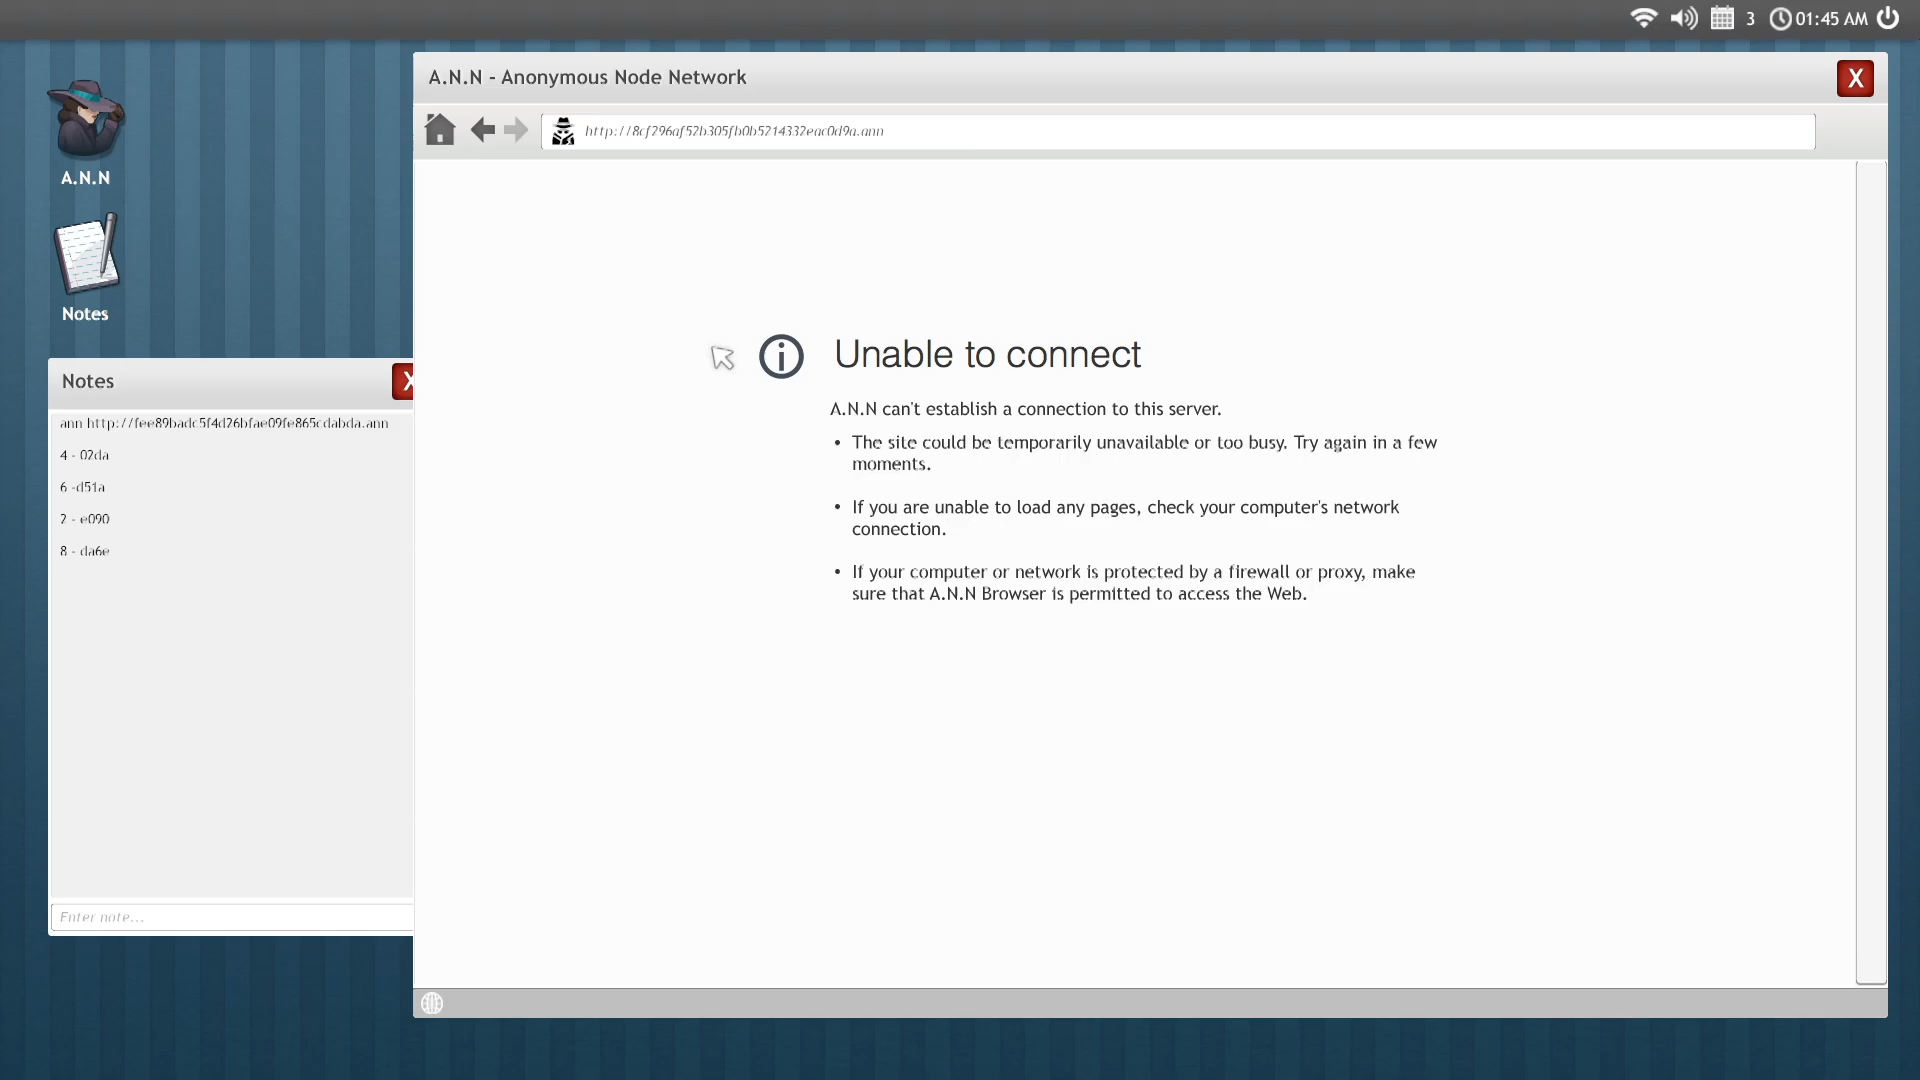 3 01:45 AM
A.N.N - Anonymous Node Network
X
http://8cf296af52b305fb0b5214332eac0d9a.ann
A.N.N
Notes
Notes
X
ann http://fee89badc5f4d26bfae09fe865cdabda.ann
4 - 02da
6 -d51a
2 - e090
8 - da6e
Enter note...
Unable to connect
A.N.N can't establish a connection to this server.
• The site could be temporarily unavailable or too busy. Try again in a few
moments.
• If you are unable to load any pages, check your computer's network
connection.
• If your computer or network is protected by a firewall or proxy, make
sure that A.N.N Browser is permitted to access the Web.